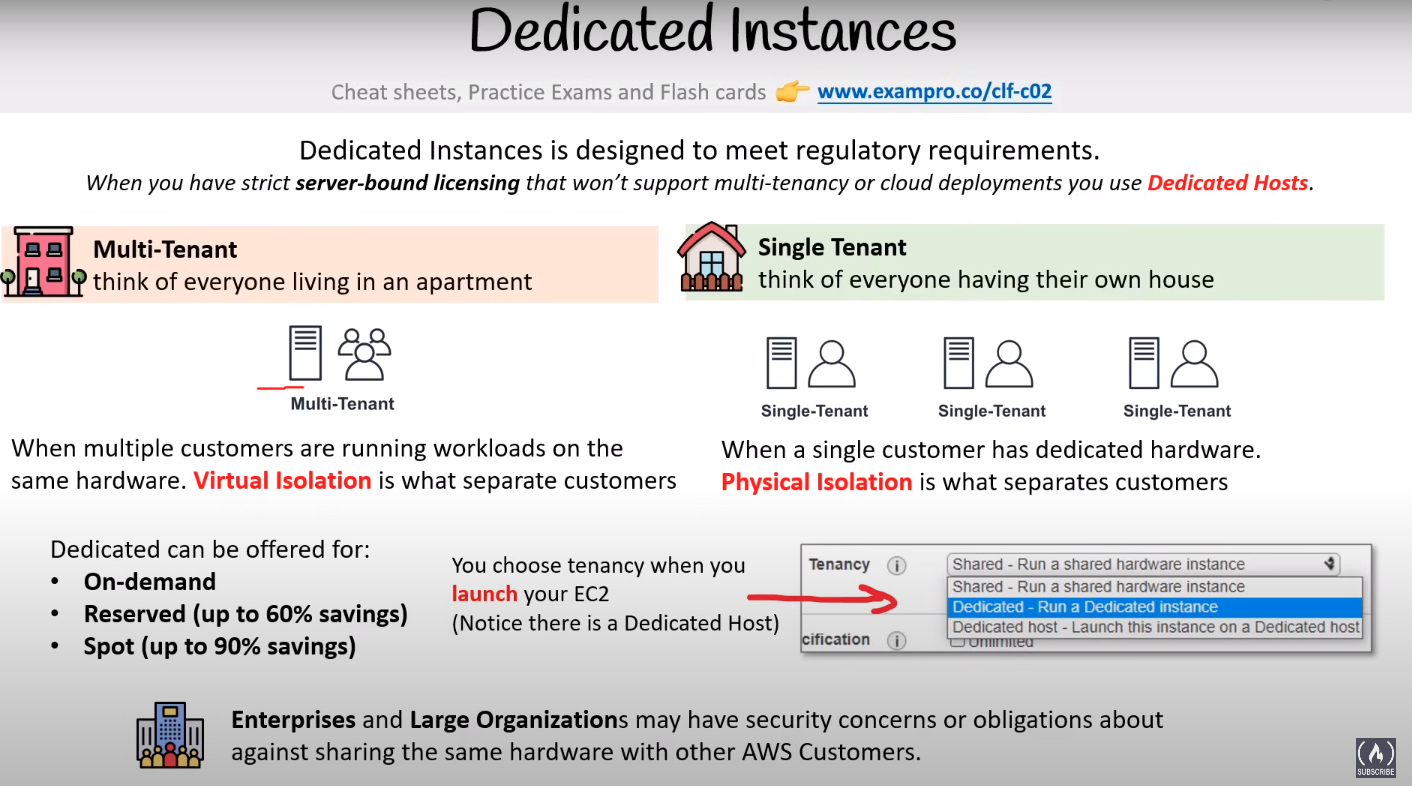 Dedicated Instances
Cheat sheets, Practice Exams and Flash cards 👉 www.exampro.co/clf-c02
Dedicated Instances is designed to meet regulatory requirements.
When you have strict server-bound licensing that won't support multi-tenancy or cloud deployments you use Dedicated Hosts.
Multi-Tenant
think of everyone living in an apartment
Single Tenant
think of everyone having their own house
Multi-Tenant
Single-Tenant
Single-Tenant
Single-Tenant
When multiple customers are running workloads on the
same hardware. Virtual Isolation is what separate customers
When a single customer has dedicated hardware.
Physical Isolation is what separates customers
Dedicated can be offered for:
• On-demand
• Reserved (up to 60% savings)
• Spot (up to 90% savings)
You choose tenancy when you
launch your EC2
(Notice there is a Dedicated Host)
Tenancy
Shared - Run a shared hardware instance
Shared - Run a shared hardware instance
Dedicated - Run a Dedicated instance
Dedicated host - Launch this instance on a Dedicated host
cification
Unlimited
Enterprises and Large Organizations may have security concerns or obligations about
against sharing the same hardware with other AWS Customers.
SUBSCRIBE